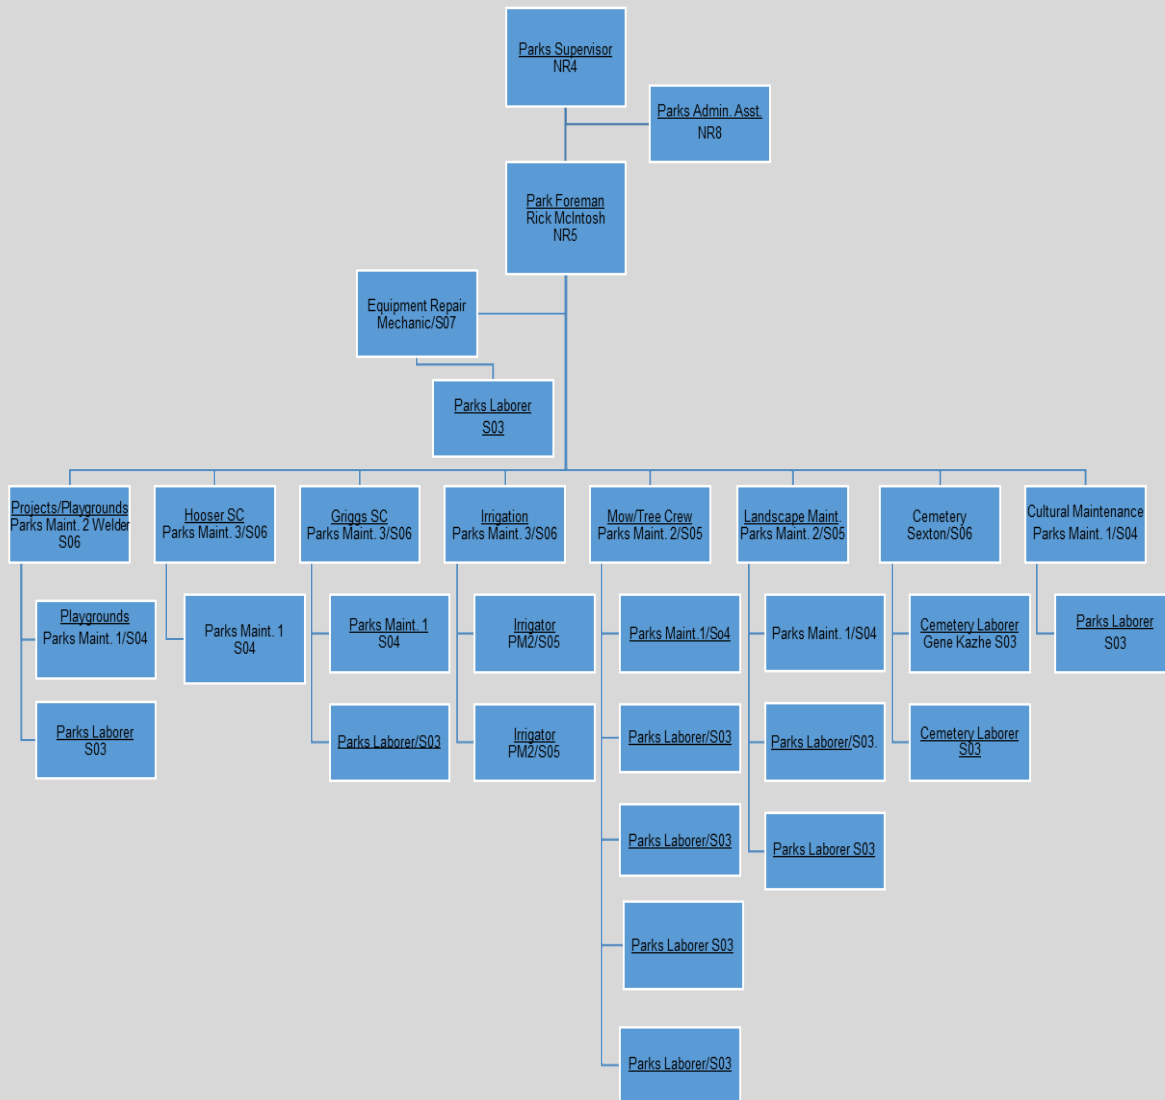 Parks Supervisor
NR4
Parks Admin. Asst.
NR8
Park Foreman
Rick McIntosh
NR5
Equipment Repair
Mechanic/S07
Parks Laborer
S03
Projects/Playgrounds
Parks Maint. 2 Welder
S06
Hooser SC
Parks Maint. 3/S06
Griggs SC
Parks Maint. 3/S06
Irrigation
Parks Maint. 3/S06
Mow/Tree Crew
Parks Maint. 2/S05
Landscape Maint.
Parks Maint. 2/S05
Cemetery
Sexton/S06
Cultural Maintenance
Parks Maint. 1/S04
Playgrounds
Parks Maint. 1/S04
Parks Maint. 1
S04
Parks Maint. 1
S04
Irrigator
PM2/S05
Parks Maint.1/So4
Parks Maint. 1/S04
Cemetery Laborer
Gene Kazhe S03
Parks Laborer
S03
Parks Laborer
S03
Parks Laborer/S03
Irrigator
PM2/S05
Parks Laborer/S03
Parks Laborer/S03.
Cemetery Laborer
S03
Parks Laborer/S03
Parks Laborer S03
Parks Laborer S03
Parks Laborer/S03